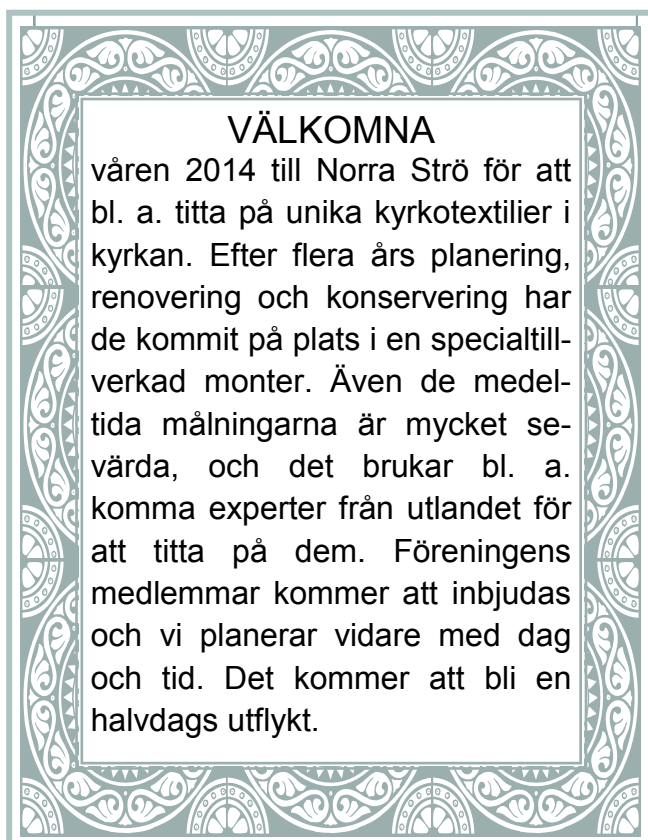 VÄLKOMNA
våren 2014 till Norra Strö för att
bl. a. titta på unika kyrkotextilier i
kyrkan. Efter flera års planering,
renovering och konservering har
de kommit på plats i en specialtill-
verkad monter. Även de medel-
tida målningarna är mycket se-
värda, och det brukar bl. a.
komma experter från utlandet för
att titta på dem. Föreningens
medlemmar kommer att inbjudas
och vi planerar vidare med dag
och tid. Det kommer att bli en
halvdags utflykt.